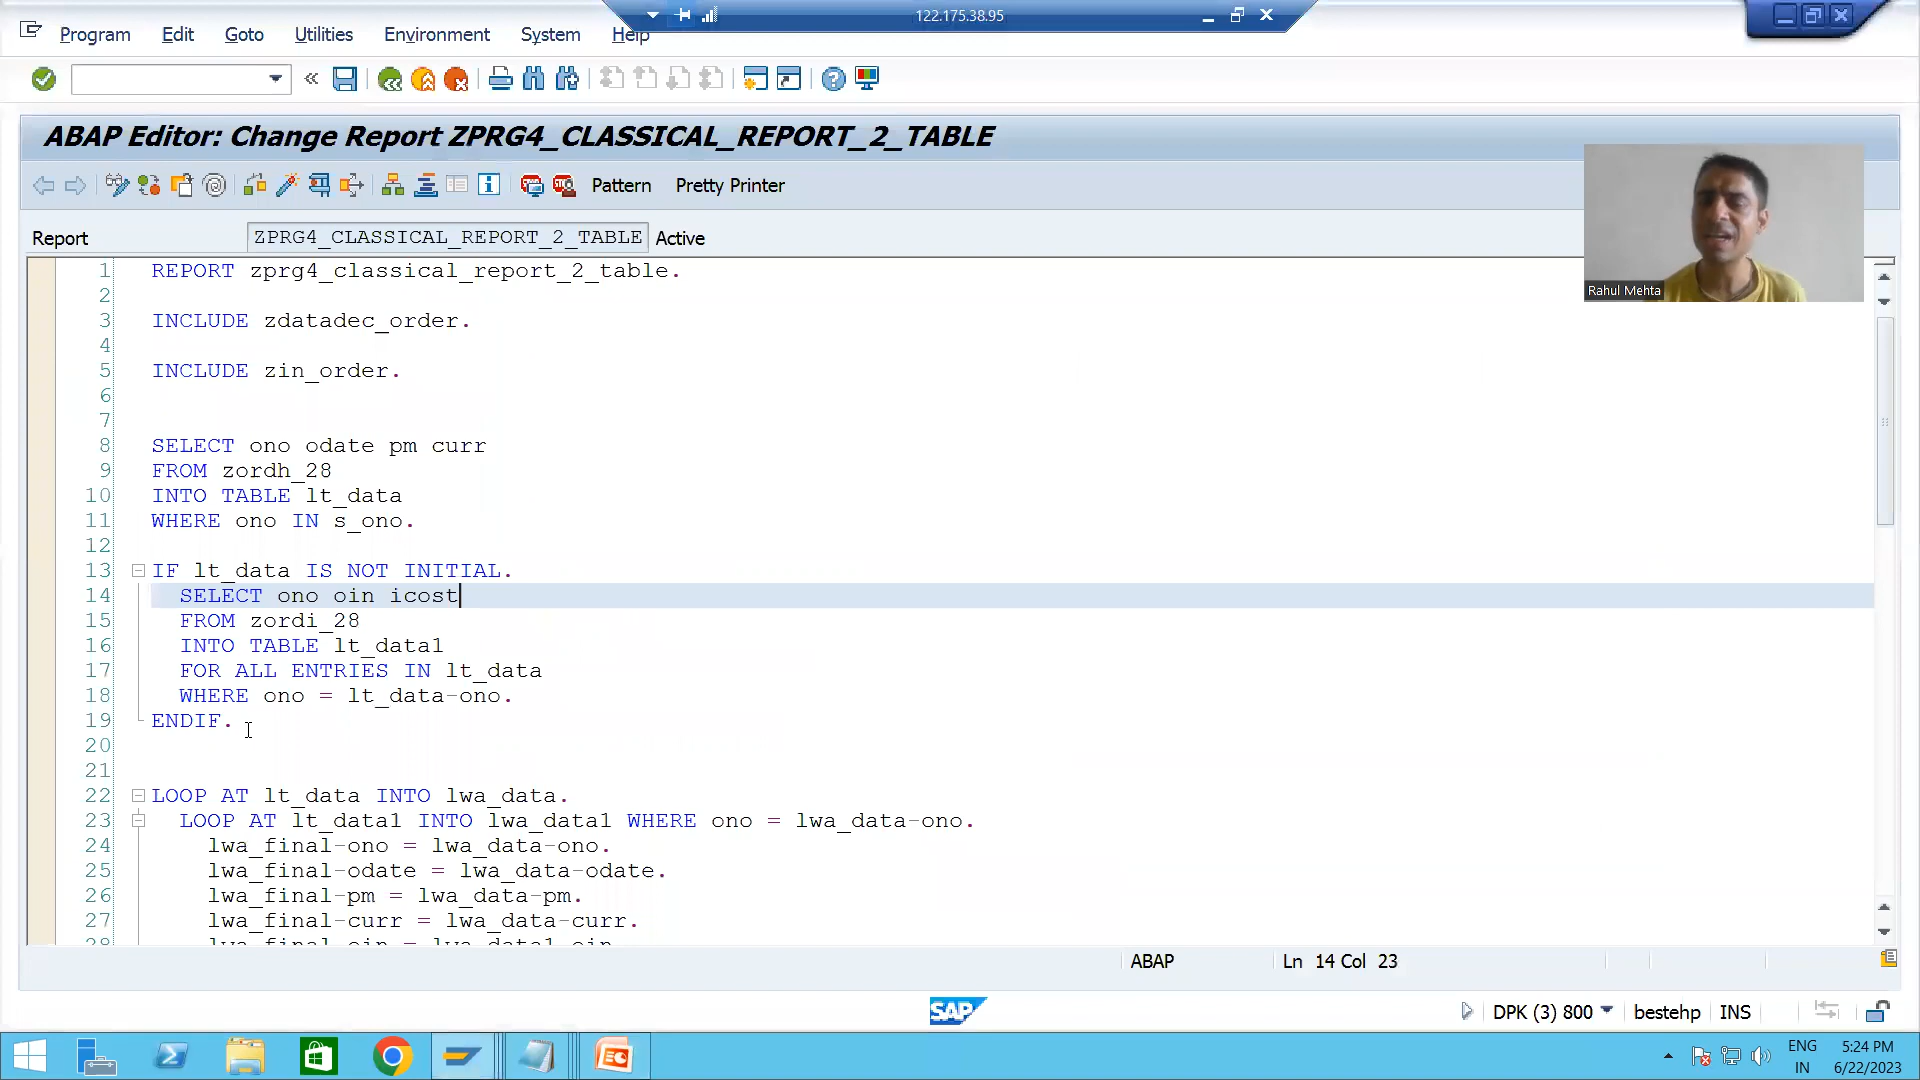 122.175.38.95
Program Edit Goto Utilities Environment System Help
ABAP Editor: Change Report ZPRG4_CLASSICAL_REPORT_2_TABLE
Pattern Pretty Printer
Report ZPRG4_CLASSICAL_REPORT_2_TABLE Active
Rahul Mehta
1 REPORT zprg4_classical_report_2_table.
2
3 INCLUDE zdatadec_order.
4
5 INCLUDE zin_order.
6
7
8 SELECT ono odate pm curr
9 FROM zordh_28
10 INTO TABLE lt_data
11 WHERE ono IN s_ono.
12
13 IF lt_data IS NOT INITIAL.
14 SELECT ono oin icost
15 FROM zordi_28
16 INTO TABLE lt_data1
17 FOR ALL ENTRIES IN lt_data
18 WHERE ono = lt_data-ono.
19 ENDIF.
20
21
22 LOOP AT lt_data INTO lwa_data.
23 LOOP AT lt_data1 INTO lwa_data1 WHERE ono = lwa_data-ono.
24 lwa_final-ono = lwa_data-ono.
25 lwa_final-odate = lwa_data-odate.
26 lwa_final-pm = lwa_data-pm.
27 lwa_final-curr = lwa_data-curr.
28 lwa_final-oin = lwa_data1-oin
ABAP Ln 14 Col 23
SAP DPK (3) 800 bestehp INS
ENG 5:24 PM
IN 6/22/2023